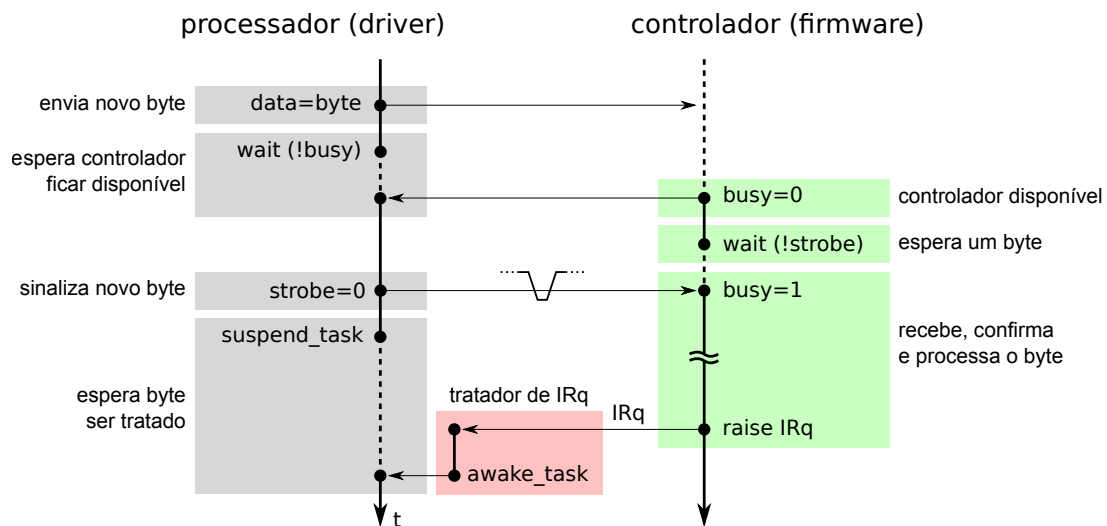 processador (driver)
controlador (firmware)
envia novo byte
data=byte
espera controlador
ficar disponível
wait (!busy)
busy=0
controlador disponível
wait (!strobe)
espera um byte
sinaliza novo byte
strobe=0
busy=1
suspend_task
recebe, confirma
e processa o byte
espera byte
ser tratado
tratador de IRq
IRq
raise IRq
awake_task
t